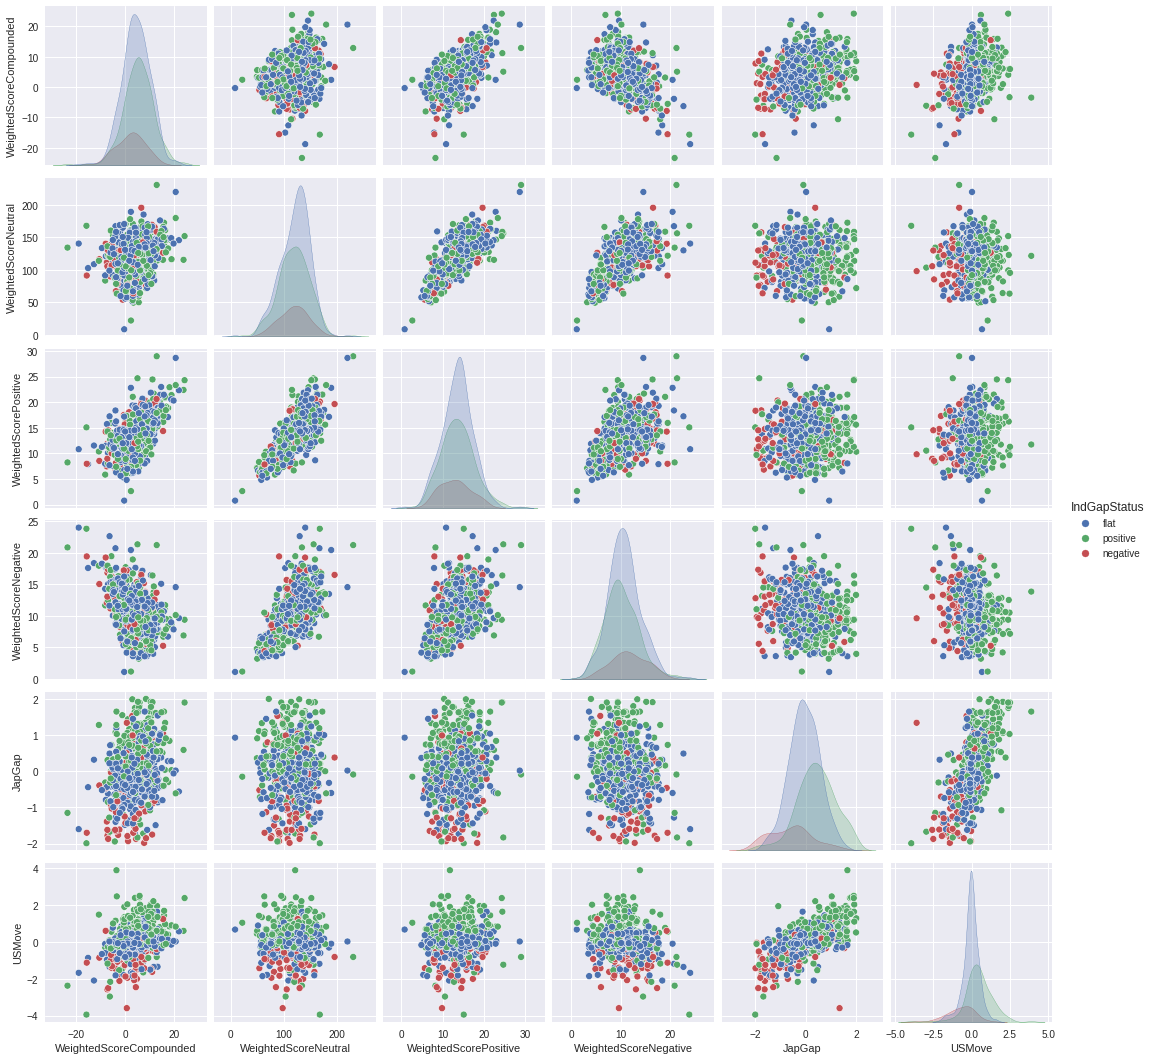 WeightedScoreCompounded
20
10
0
−10
−20
WeightedScoreNeutral
200
150
100
50
0
WeightedScorePositive
30
25
20
15
10
5
0
WeightedScoreNegative
25
20
15
10
5
0
JapGap
2
1
0
−1
−2
USMove
4
2
0
−2
−4
−20 0 20
WeightedScoreCompounded
0 100 200
WeightedScoreNeutral
0 10 20 30
WeightedScorePositive
0 10 20
WeightedScoreNegative
−2 0 2
JapGap
−5.0 −2.5 0.0 2.5 5.0
USMove
IndGapStatus
flat
positive
negative